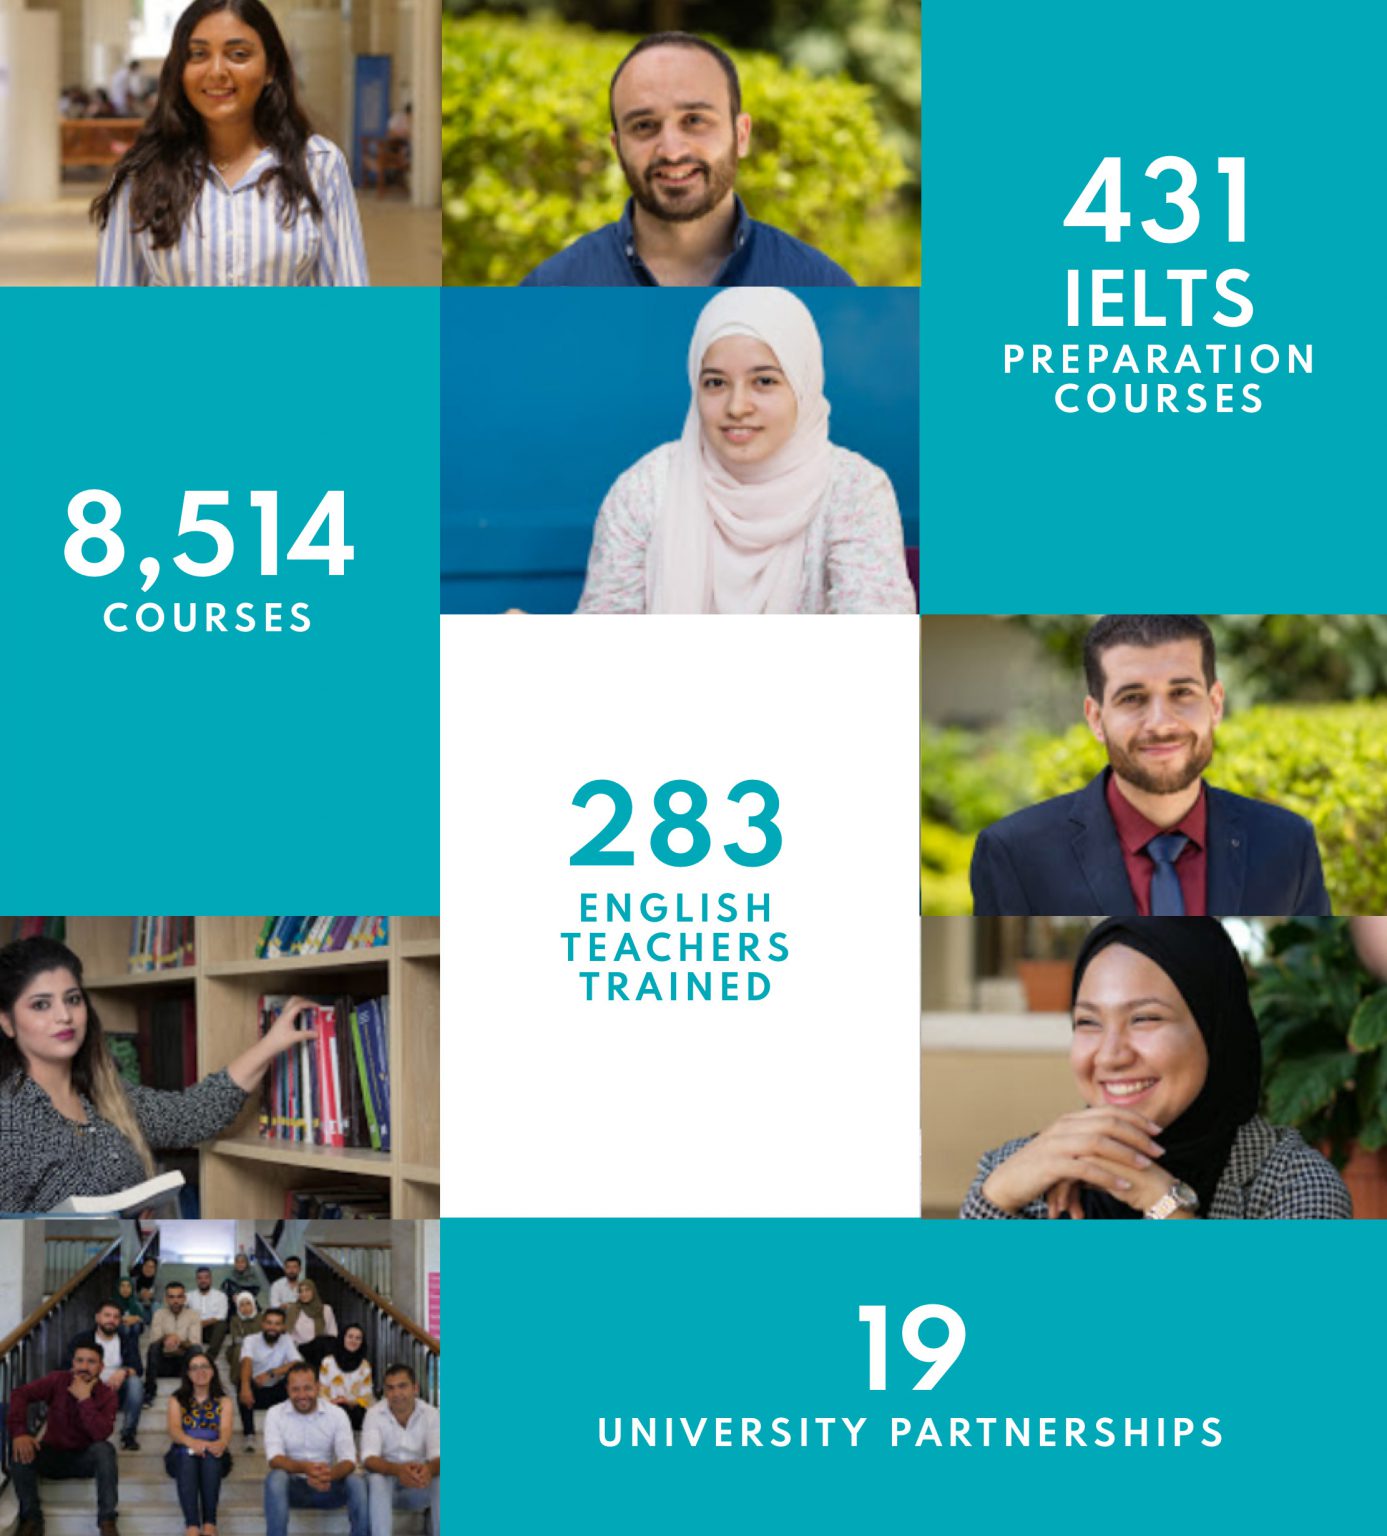 431
IELTS
PREPARATION
COURSES
8,514
COURSES
283
ENGLISH
TEACHERS
TRAINED
19
UNIVERSITY PARTNERSHIPS